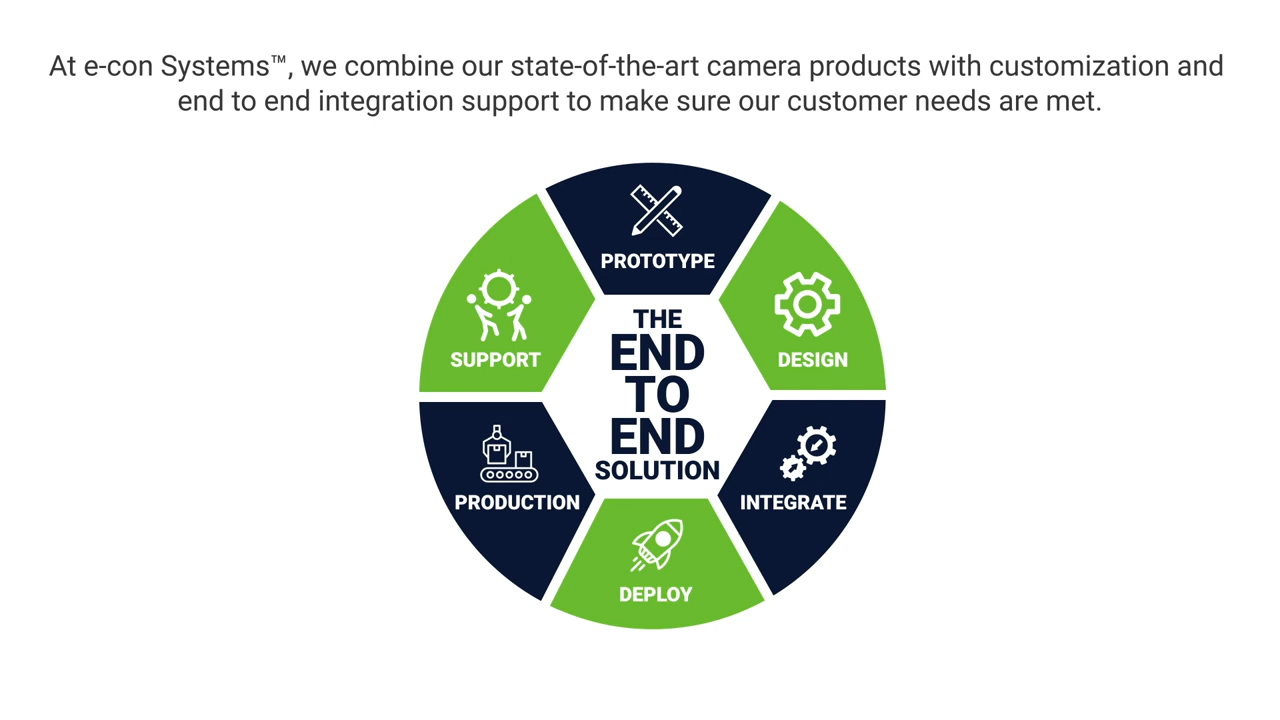 At e-con Systems™, we combine our state-of-the-art camera products with customization and
end to end integration support to make sure our customer needs are met.
PROTOTYPE
DESIGN
INTEGRATE
DEPLOY
PRODUCTION
SUPPORT
THE
END
TO
END
SOLUTION